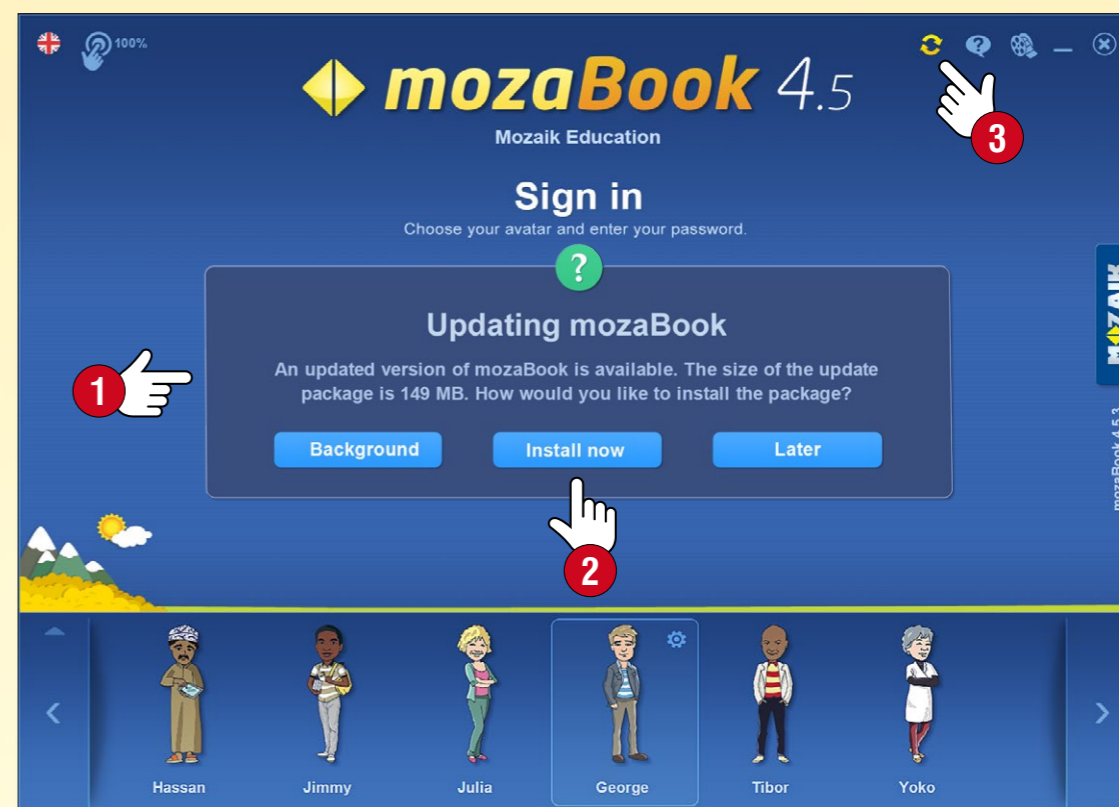 100%
mozaBook 4.5
Mozaik Education
3
Sign in
Choose your avatar and enter your password.
?
MOZAIK
Updating mozaBook
An updated version of mozaBook is available. The size of the update
package is 149 MB. How would you like to install the package?
1
Background Install now Later
mozaBook 4.5.3
2
Hassan Jimmy Julia George Tibor Yoko